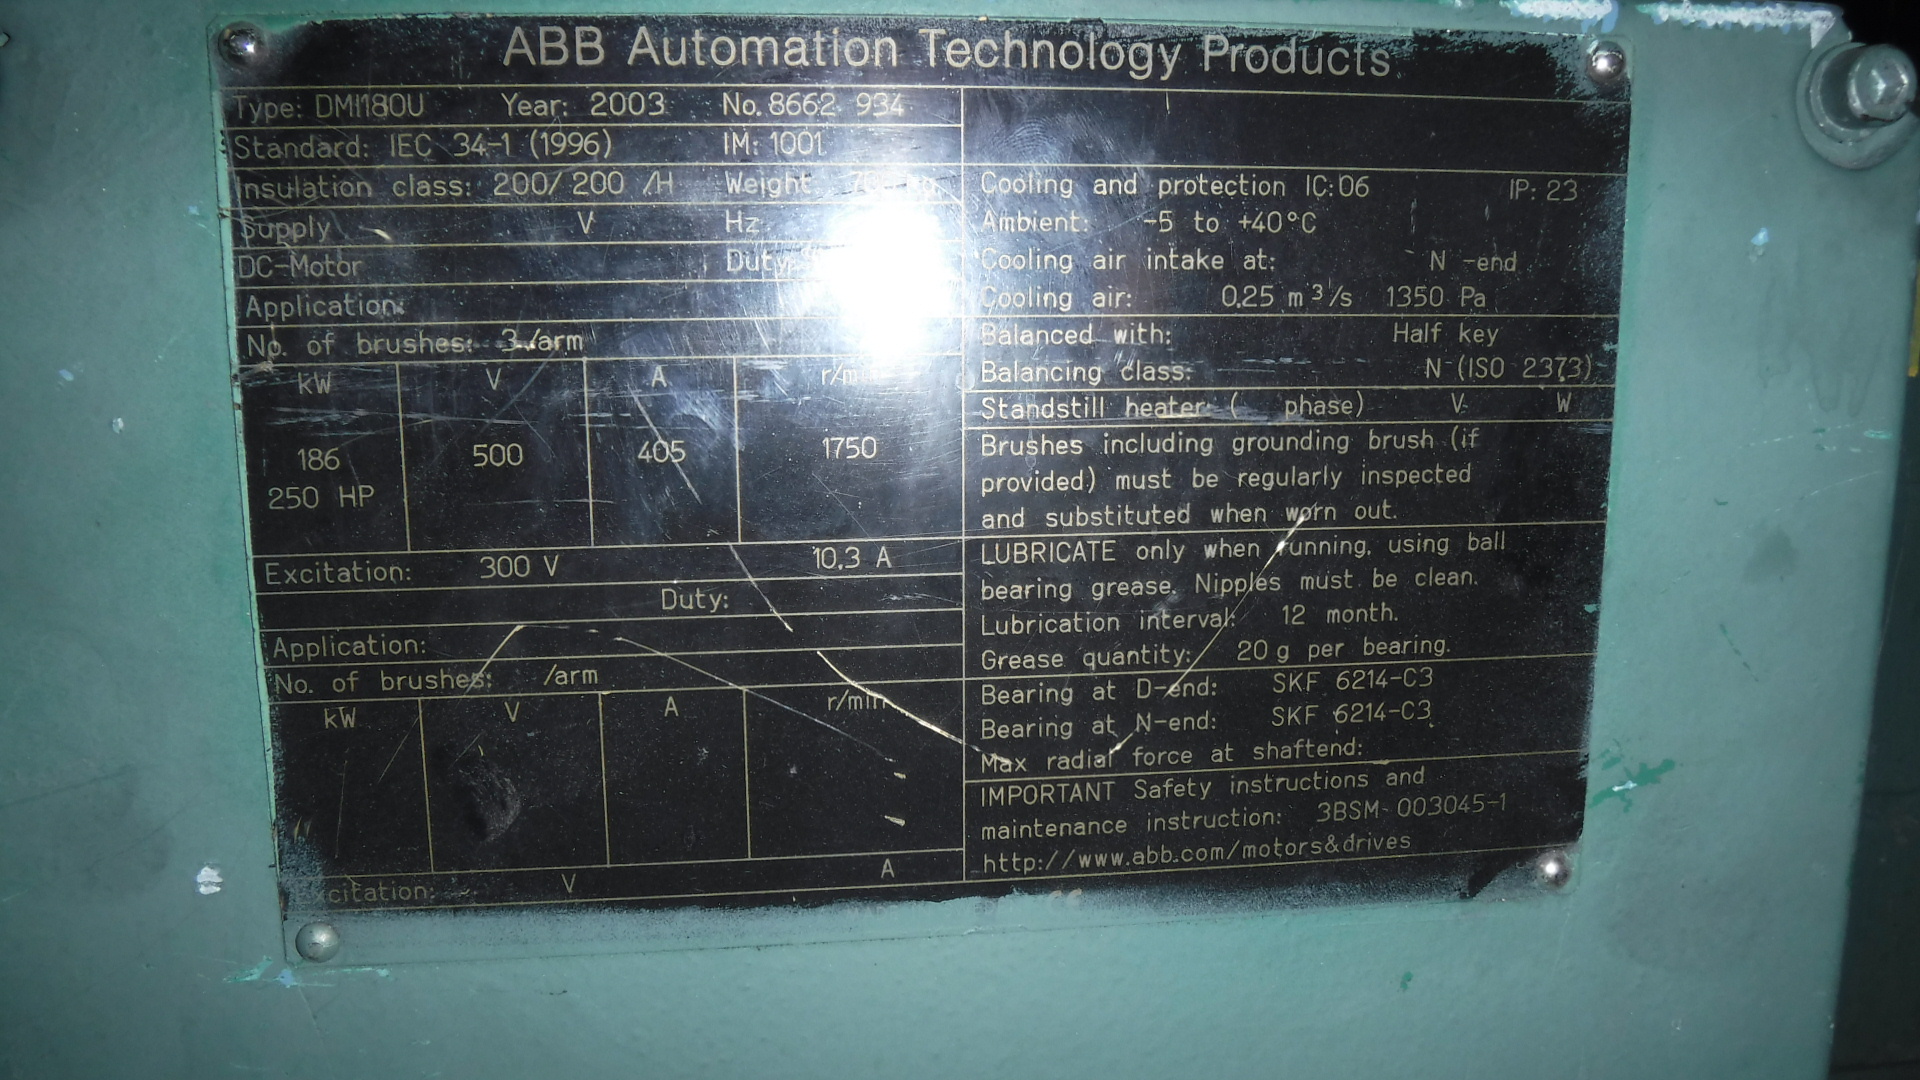 ABB Automation Technology Products
Type: DMI180U Year: 2003 No. 8662 934
Standard: IEC 34-1 (1996) IM: 1001
Insulation class: 200/ 200 /H Weight:
Supply V Hz
DC-Motor Duty:
Application:
No. of brushes: 3 /arm
kW V A r/min
186 500 405 1750
250 HP
Excitation: 300 V 10.3 A
Duty:
Application:
No. of brushes: /arm
kW V A r/min
Excitation: V A
Cooling and protection IC: 06 IP: 23
Ambient: -5 to +40°C
Cooling air intake at: N -end
Cooling air: 0.25 m³/s 1350 Pa
Balanced with: Half key
Balancing class: N (ISO 2373)
Standstill heater: ( phase) V W
Brushes including grounding brush (if
provided) must be regularly inspected
and substituted when worn out.
LUBRICATE only when running, using ball
bearing grease. Nipples must be clean.
Lubrication interval: 12 month.
Grease quantity: 20 g per bearing.
Bearing at D-end: SKF 6214-C3
Bearing at N-end: SKF 6214-C3
Max radial force at shaftend:
IMPORTANT Safety instructions and
maintenance instruction: 3BSM 003045-1
http://www.abb.com/motors&drives